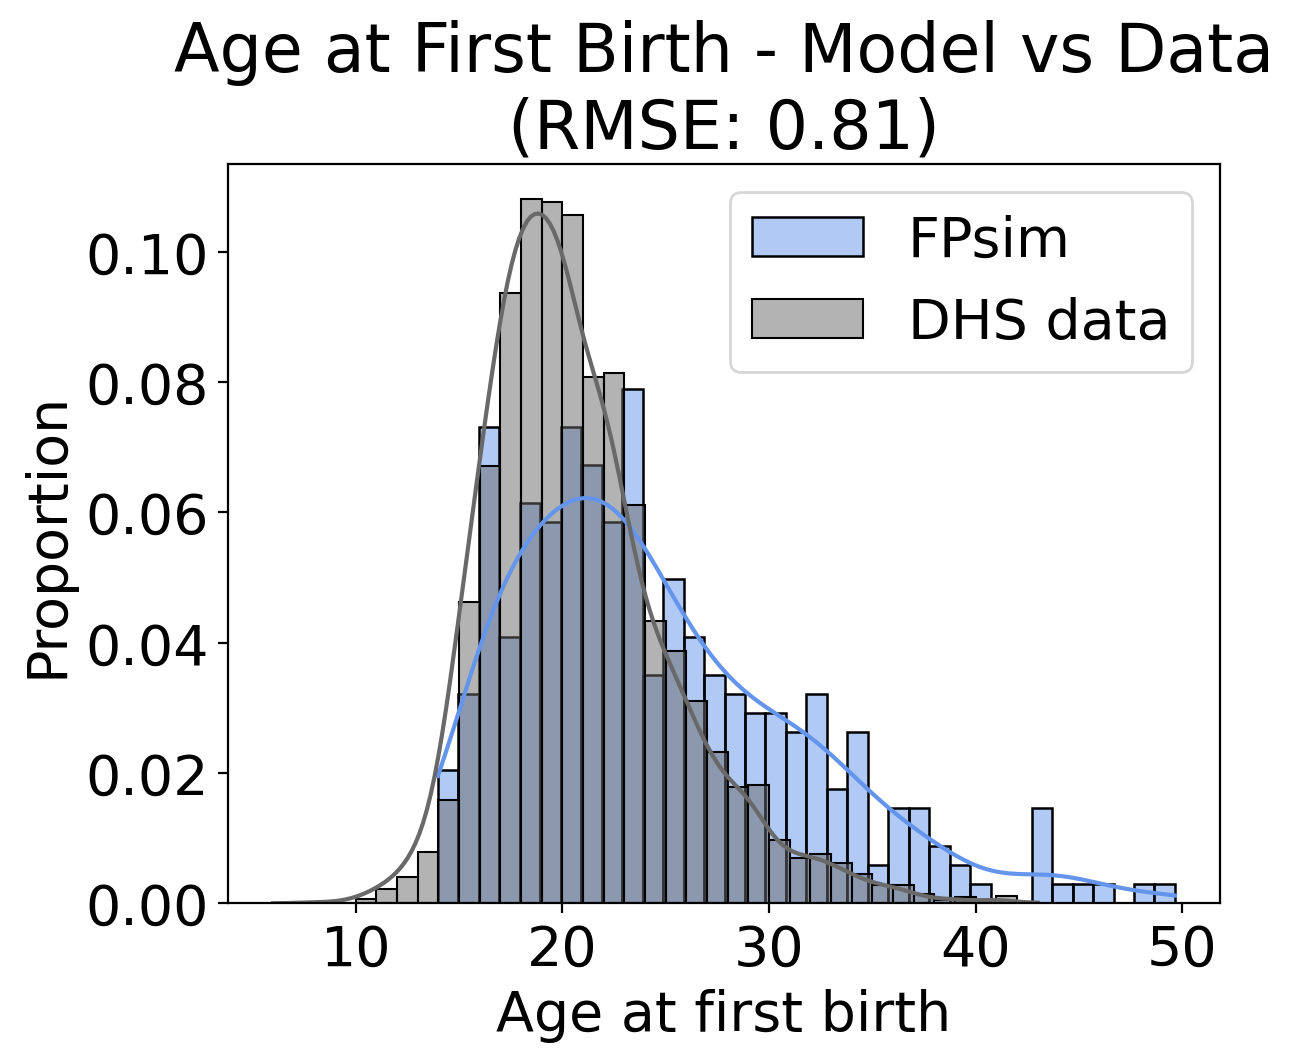 Age at First Birth - Model vs Data
(RMSE: 0.81)
FPsim
DHS data
Proportion
0.10
0.08
0.06
0.04
0.02
0.00
10 20 30 40 50
Age at first birth